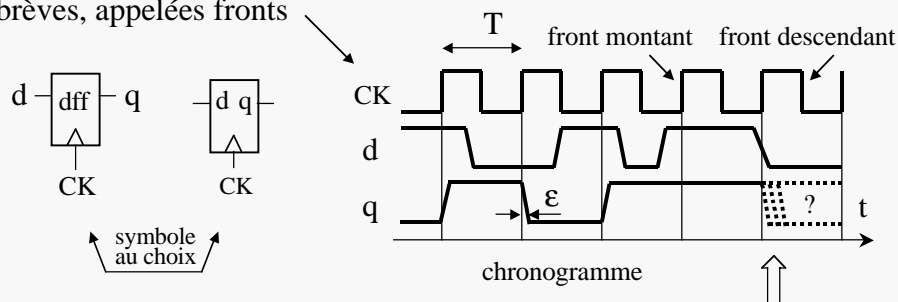 brèves, appelées fronts
T
front montant
front descendant
CK
d
dff
q
d q
d
CK
CK
q
ε
?
t
symbole
au choix
chronogramme